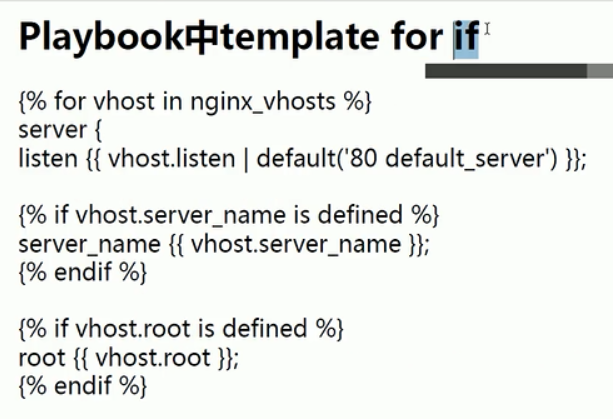 Playbook中template for if
{% for vhost in nginx_vhosts %}
server {
listen {{ vhost.listen | default('80 default_server') }};
{% if vhost.server_name is defined %}
server_name {{ vhost.server_name }};
{% endif %}
{% if vhost.root is defined %}
root {{ vhost.root }};
{% endif %}